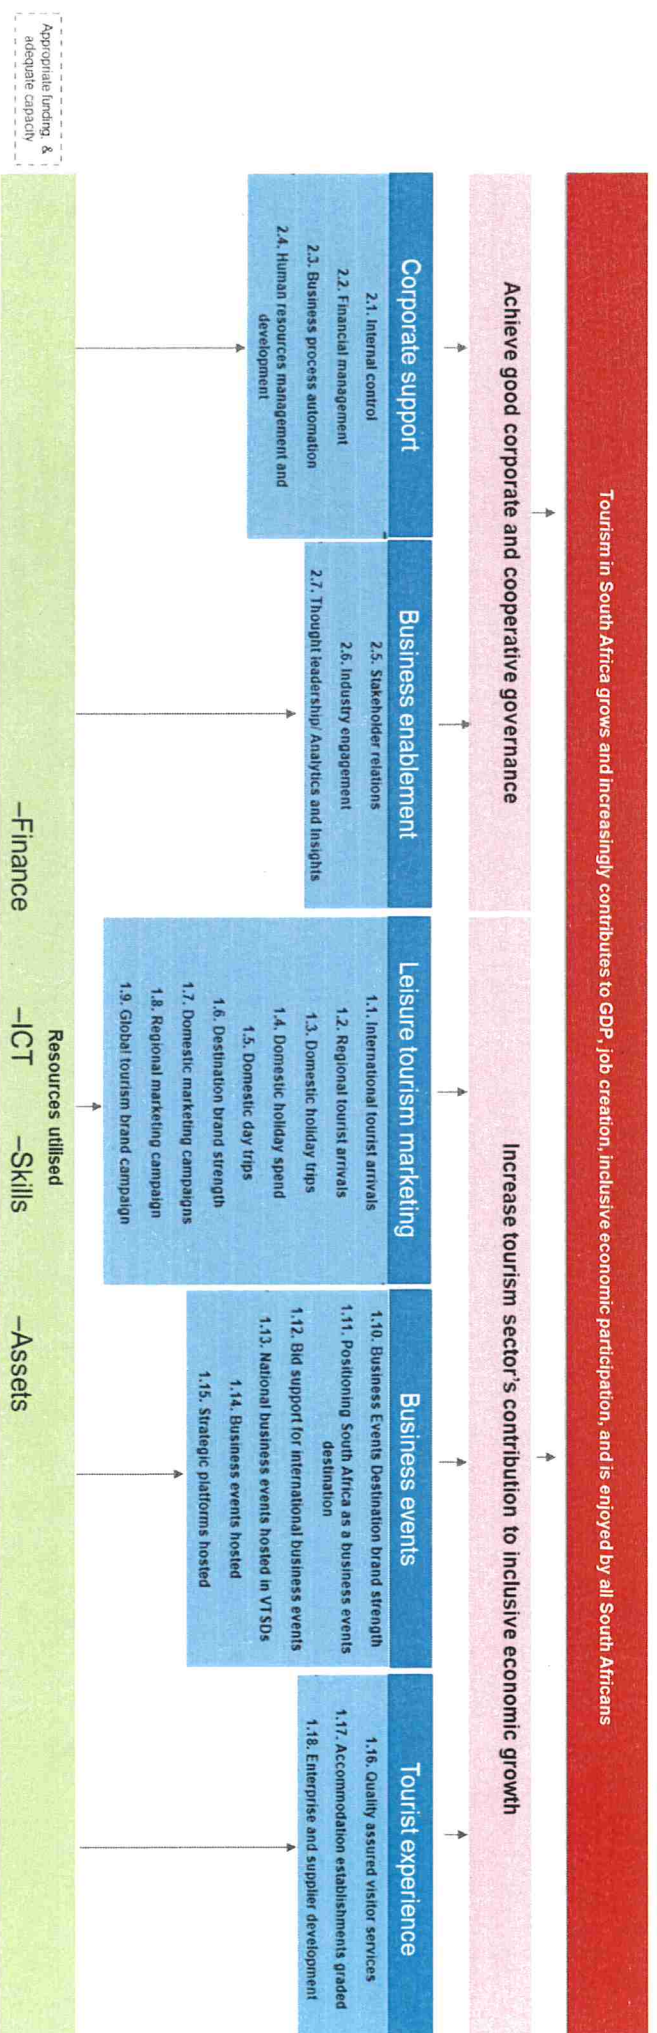 Tourism in South Africa grows and increasingly contributes to GDP, job creation, inclusive economic participation, and is enjoyed by all South Africans
Achieve good corporate and cooperative governance
Increase tourism sector's contribution to inclusive economic growth
Corporate support
2.1. Internal control
2.2. Financial management
2.3. Business process automation
2.4. Human resources management and
development
Business enablement
2.5. Stakeholder relations
2.6. Industry engagement
2.7. Thought leadership/ Analytics and Insights
Leisure tourism marketing
1.1. International tourist arrivals
1.2. Regional tourist arrivals
1.3. Domestic holiday trips
1.4. Domestic holiday spend
1.5. Domestic day trips
1.6. Destination brand strength
1.7. Domestic marketing campaigns
1.8. Regional marketing campaign
1.9. Global tourism brand campaign
Business events
1.10. Business Events Destination brand strength
1.11. Positioning South Africa as a business events
destination
1.12. Bid support for international business events
1.13. National business events hosted in VTSDs
1.14. Business events hosted
1.15. Strategic platforms hosted
Tourist experience
1.16. Quality assured visitor services
1.17. Accommodation establishments graded
1.18. Enterprise and supplier development
Appropriate funding, &
adequate capacity
Resources utilised
–Finance –ICT –Skills –Assets